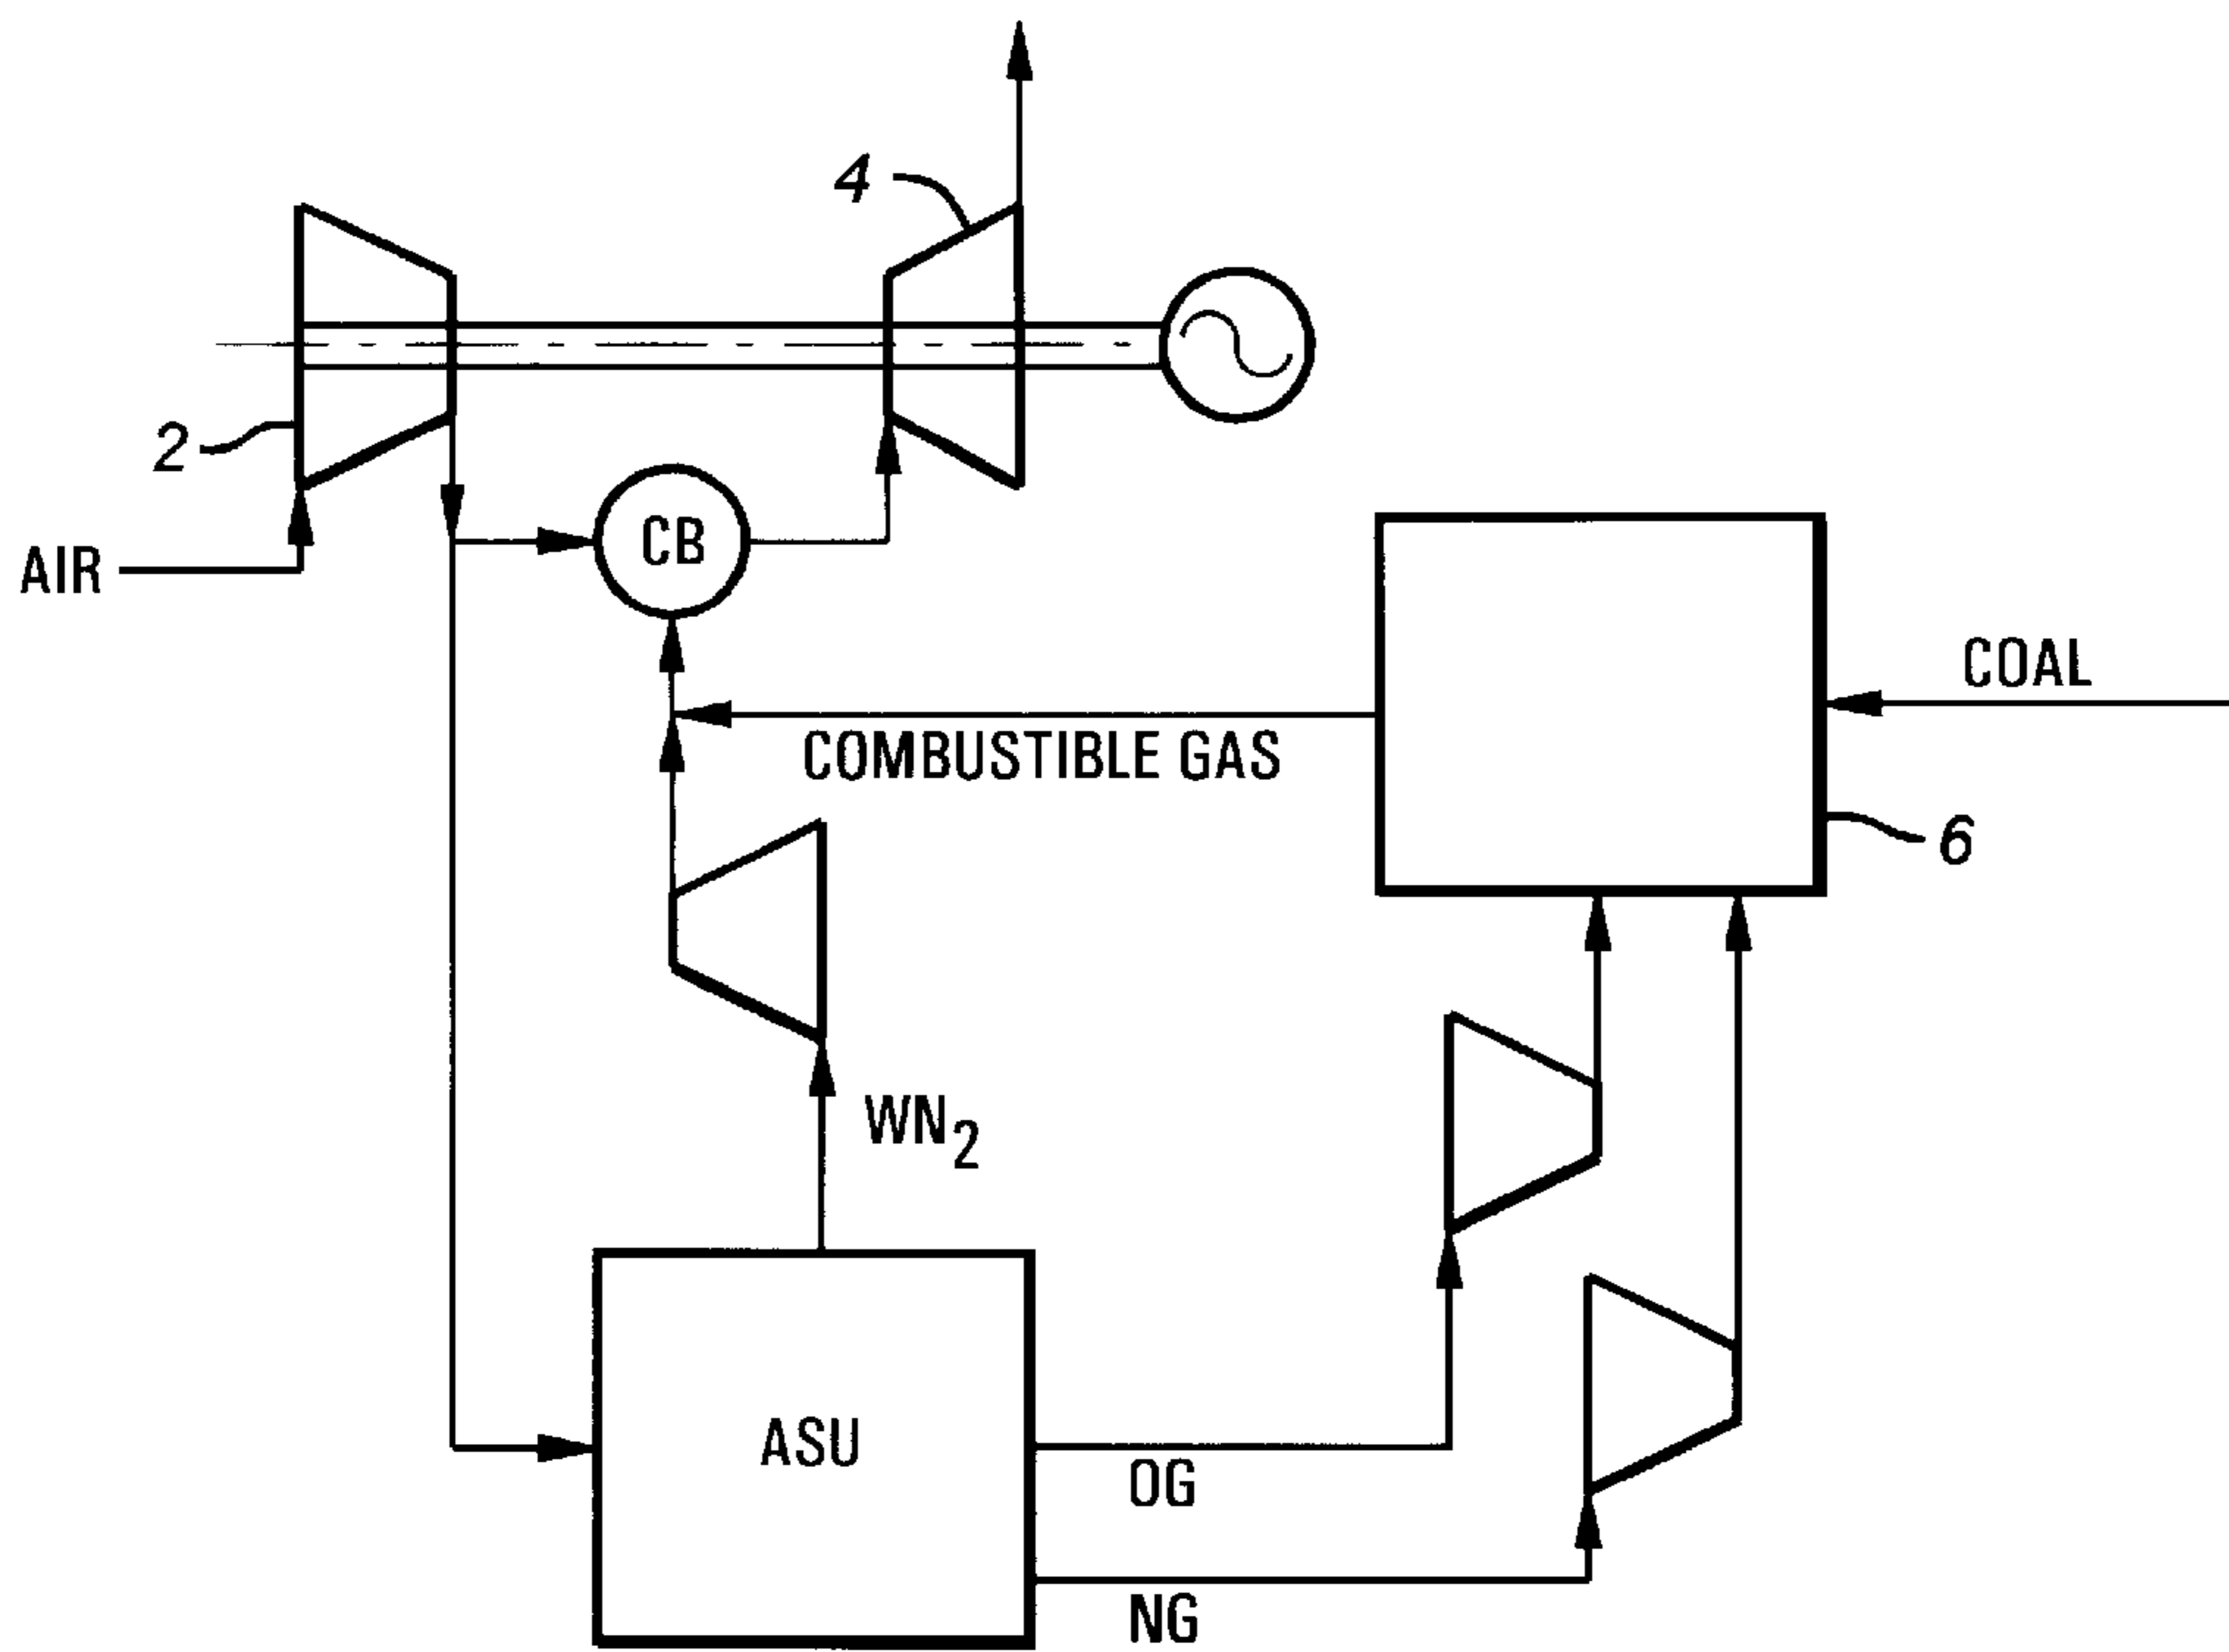 4
2
CB
AIR
COAL
COMBUSTIBLE GAS
6
WN2
ASU
OG
NG